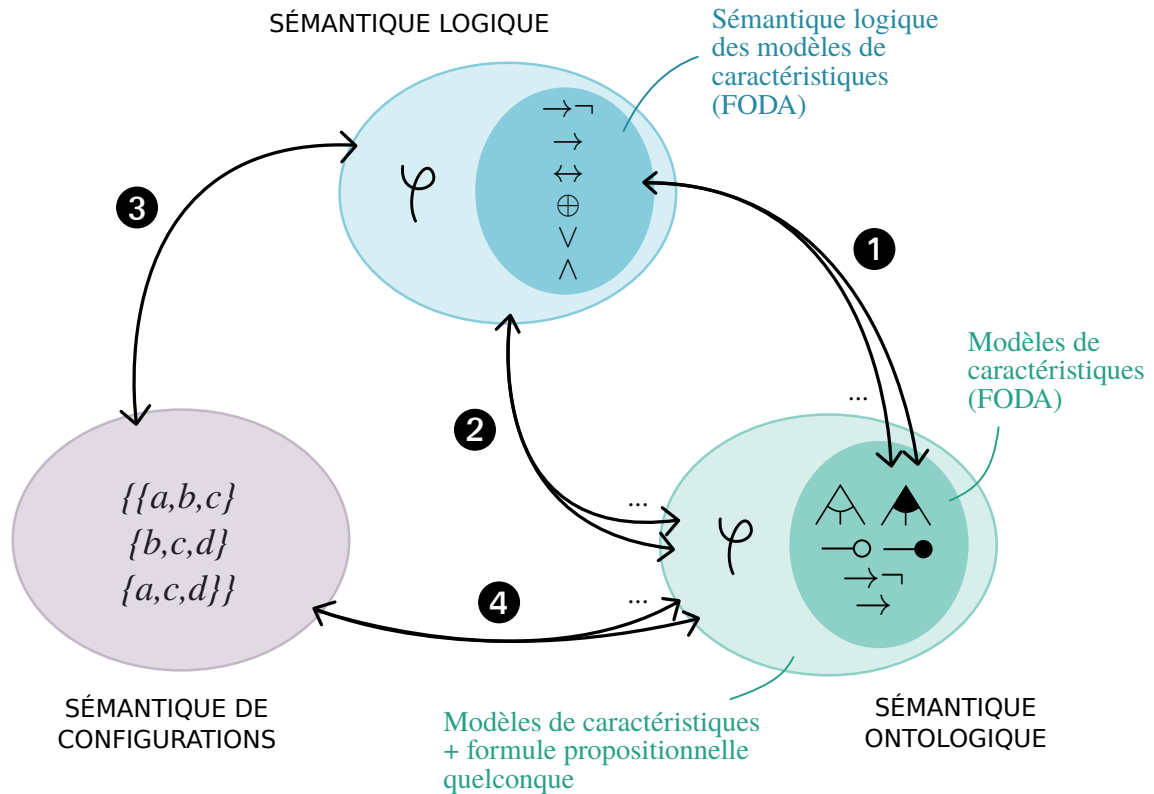 SÉMANTIQUE LOGIQUE
Sémantique logique
des modèles de
caractéristiques
(FODA)
→¬
→
↔
⊕
∨
∧
φ
3
1
Modèles de
caractéristiques
(FODA)
...
2
...
{{a,b,c}
{b,c,d}
{a,c,d}}
φ
→¬
→
4
...
SÉMANTIQUE DE
CONFIGURATIONS
Modèles de caractéristiques
+ formule propositionnelle
quelconque
SÉMANTIQUE
ONTOLOGIQUE